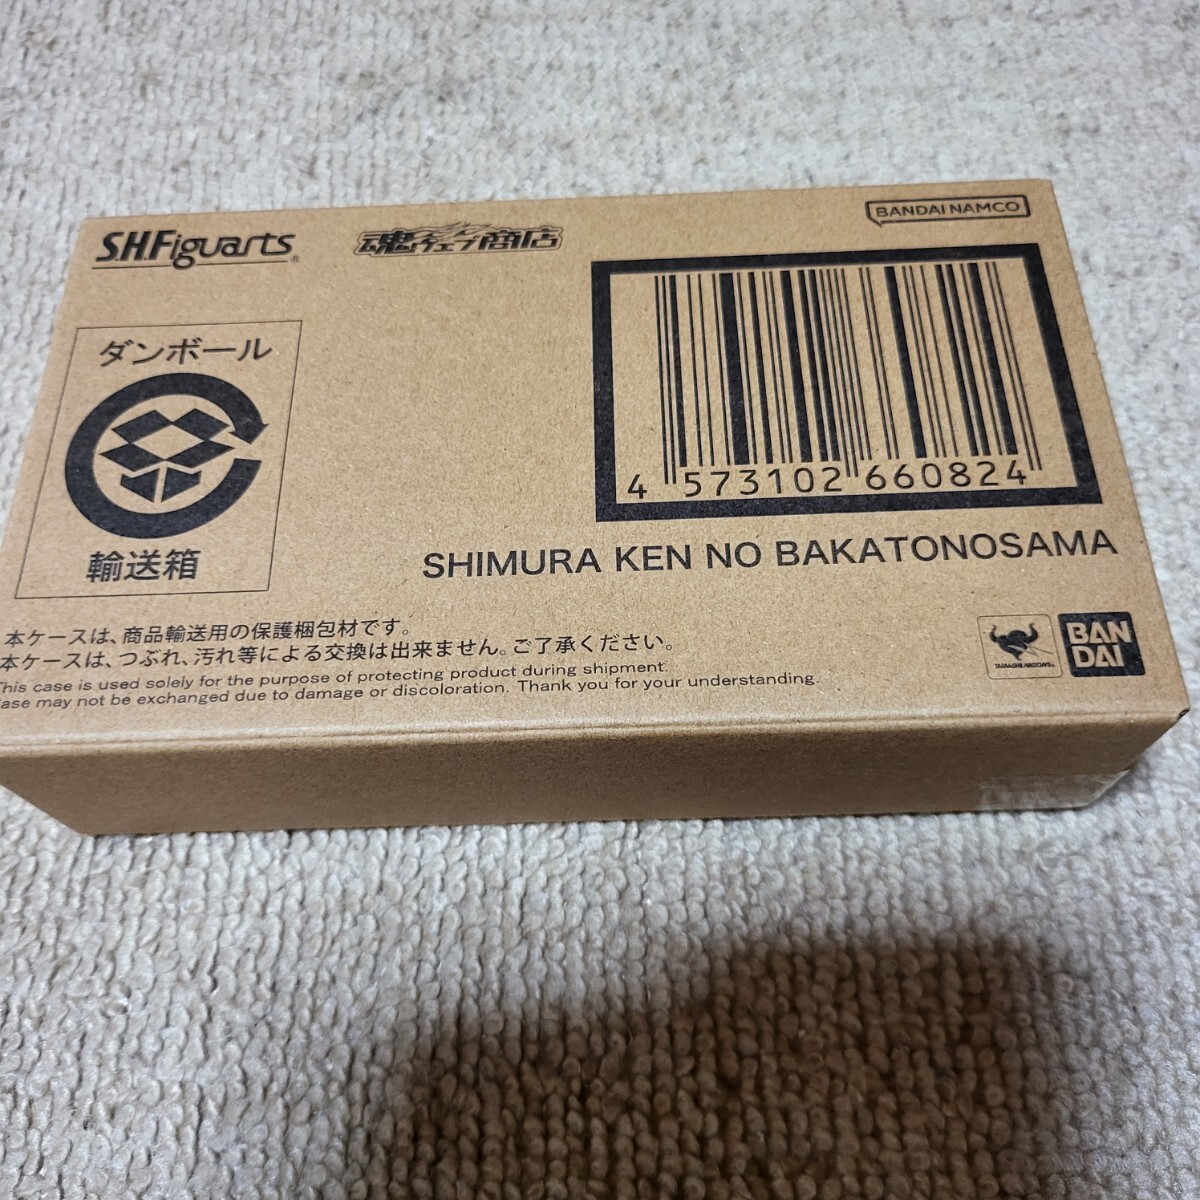 BANDAI NAMCO
S.H.Figuarts®
魂ウェブ商店
ダンボール
輸送箱
4 573102 660824
SHIMURA KEN NO BAKATONOSAMA
本ケースは、商品輸送用の保護梱包材です。
本ケースは、つぶれ、汚れ等による交換は出来ません。ご了承ください。
This case is used solely for the purpose of protecting product during shipment.
ase may not be exchanged due to damage or discoloration. Thank you for your understanding.
TAMASHII NATIONS
BAN
DAI